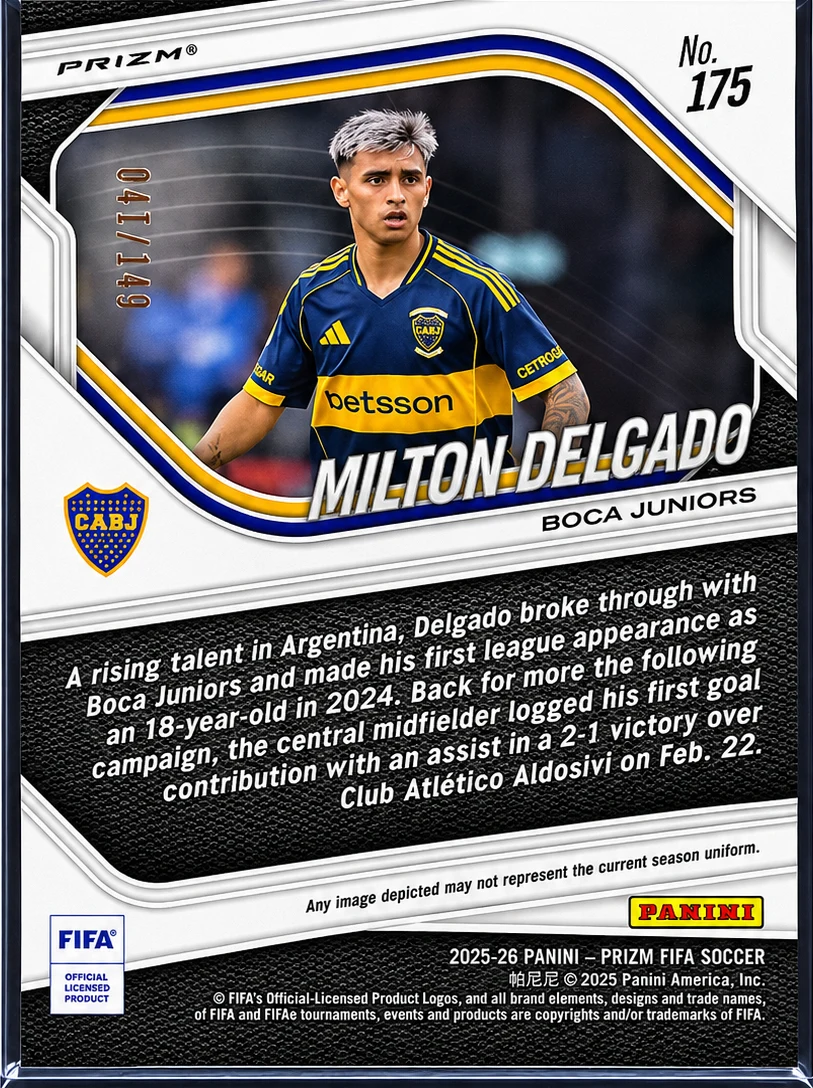 PRIZM®
No.
175
041/149
CABJ
GAR
CETROGAR
betsson
MILTON DELGADO
BOCA JUNIORS
CABJ
A rising talent in Argentina, Delgado broke through with
Boca Juniors and made his first league appearance as
an 18-year-old in 2024. Back for more the following
campaign, the central midfielder logged his first goal
contribution with an assist in a 2-1 victory over
Club Atlético Aldosivi on Feb. 22.
Any image depicted may not represent the current season uniform.
PANINI
FIFA®
OFFICIAL
LICENSED
PRODUCT
2025-26 PANINI – PRIZM FIFA SOCCER
帕尼尼 © 2025 Panini America, Inc.
© FIFA's Official-Licensed Product Logos, and all brand elements, designs and trade names,
of FIFA and FIFAe tournaments, events and products are copyrights and/or trademarks of FIFA.